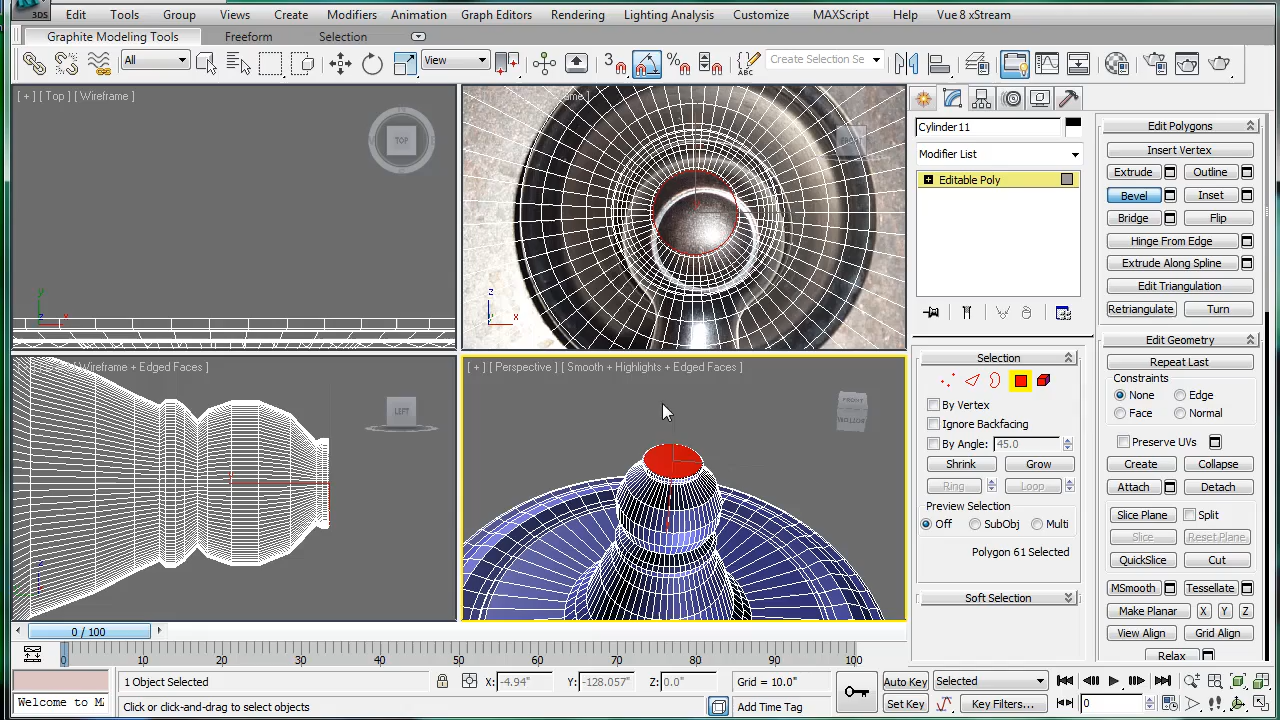 3DS Edit Tools Group Views Create Modifiers Animation Graph Editors Rendering Lighting Analysis Customize MAXScript Help Vue 8 xStream
Graphite Modeling Tools Freeform Selection
All View 3 ABC Create Selection Se
[ + ] [ Top ] [ Wireframe ]
TOP
y
z x
z
x
Wireframe + Edged Faces ]
LEFT
[ + ] [ Perspective ] [ Smooth + Highlights + Edged Faces ]
FRONT
BOTTOM
Cylinder11
Modifier List
Editable Poly
Selection
By Vertex
Ignore Backfacing
By Angle: 45.0
Shrink Grow
Ring Loop
Preview Selection
Off SubObj Multi
Polygon 61 Selected
Soft Selection
Edit Polygons
Insert Vertex
Extrude Outline
Bevel Inset
Bridge Flip
Hinge From Edge
Extrude Along Spline
Edit Triangulation
Retriangulate Turn
Edit Geometry
Repeat Last
Constraints
None Edge
Face Normal
Preserve UVs
Create Collapse
Attach Detach
Slice Plane Split
Slice Reset Plane
QuickSlice Cut
MSmooth Tessellate
Make Planar X Y Z
View Align Grid Align
Relax
0 / 100
0 10 20 30 40 50 60 70 80 90 100
1 Object Selected X: -4.94" Y: -128.057" Z: 0.0" Grid = 10.0" Auto Key Selected
Welcome to M Click or click-and-drag to select objects Add Time Tag Set Key Key Filters... 0